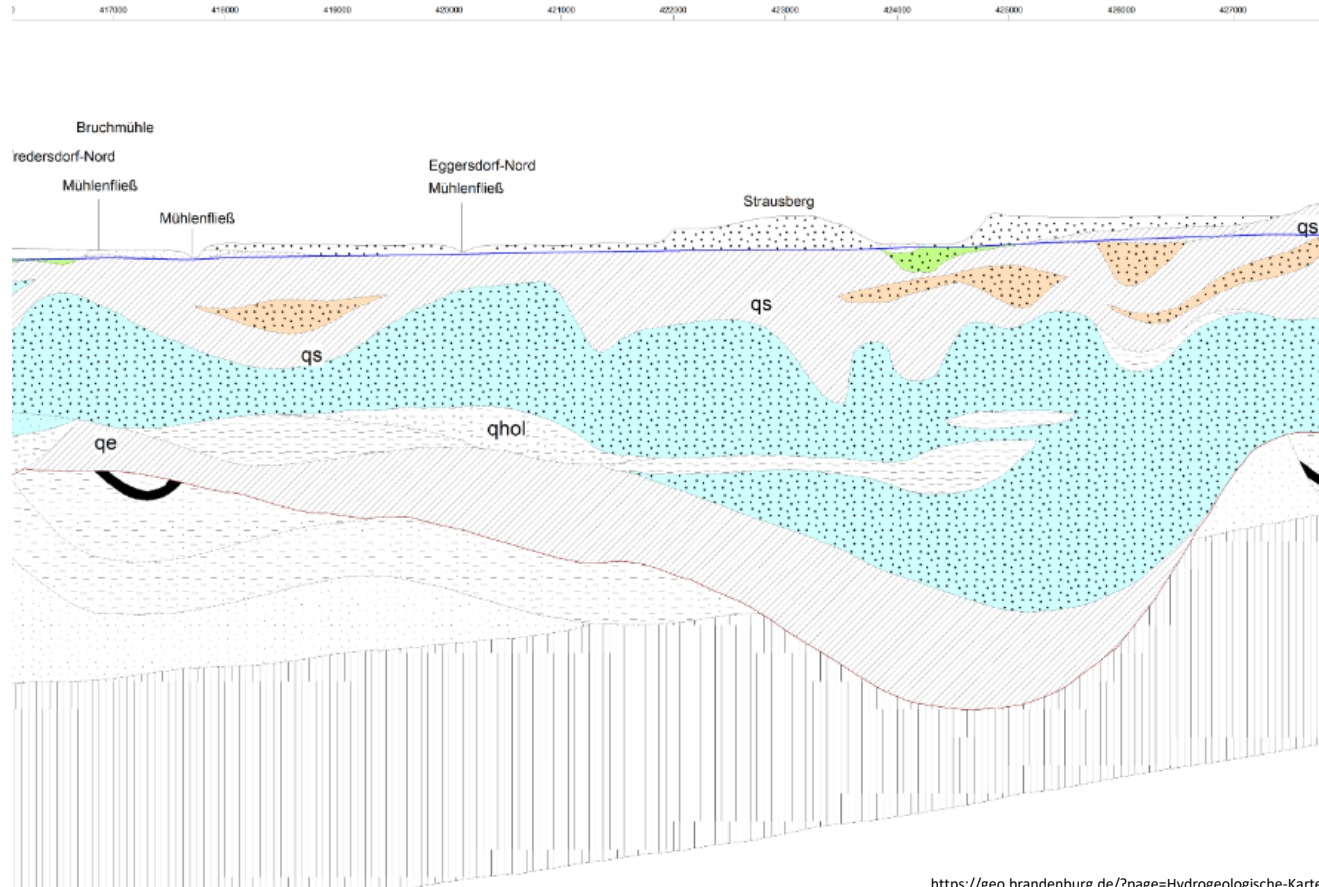 417000 418000 419000 420000 421000 422000 423000 424000 425000 426000 427000
Bruchmühle
redersdorf-Nord
Mühlenfließ
Mühlenfließ
Eggersdorf-Nord
Mühlenfließ
Strausberg
qs
qs
qs
qhol
qe
https://geo.brandenburg.de/?page=Hydrogeologische-Karte